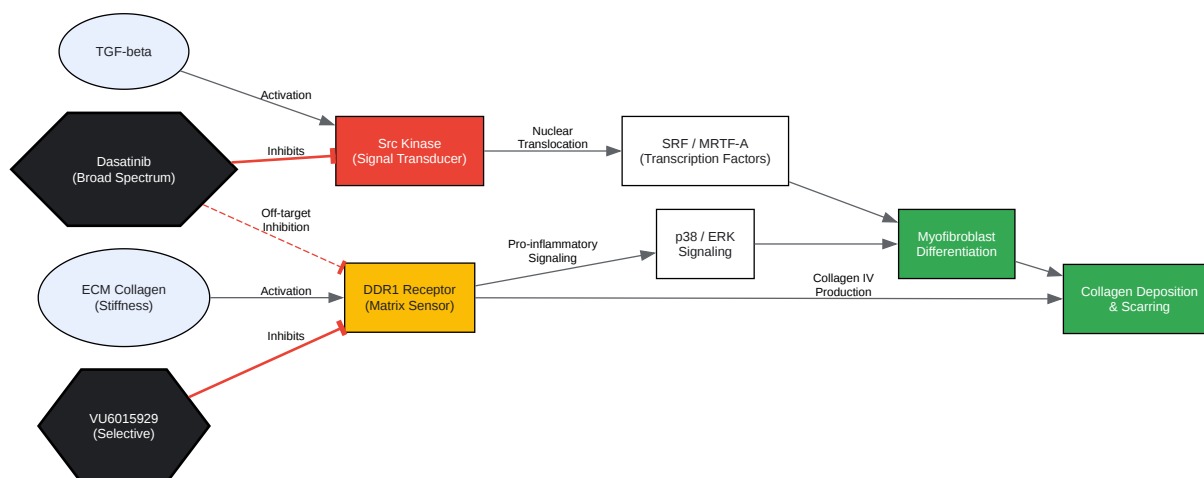 TGF-beta
Activation
Dasatinib
(Broad Spectrum)
Inhibits
Src Kinase
(Signal Transducer)
Nuclear
Translocation
SRF / MRTF-A
(Transcription Factors)
Off-target
Inhibition
ECM Collagen
(Stiffness)
Activation
DDR1 Receptor
(Matrix Sensor)
Pro-inflammatory
Signaling
p38 / ERK
Signaling
Myofibroblast
Differentiation
Collagen IV
Production
Collagen Deposition
& Scarring
Inhibits
VU6015929
(Selective)